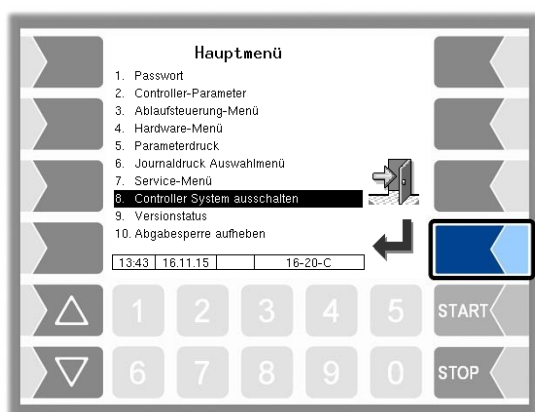 Hauptmenü
1. Passwort
2. Controller-Parameter
3. Ablaufsteuerung-Menü
4. Hardware-Menü
5. Parameterdruck
6. Journaldruck Auswahlmenü
7. Service-Menü
8. Controller System ausschalten
9. Versionstatus
10. Abgabesperre aufheben
13:43 16.11.15 16-20-C
1 2 3 4 5 START
6 7 8 9 0 STOP